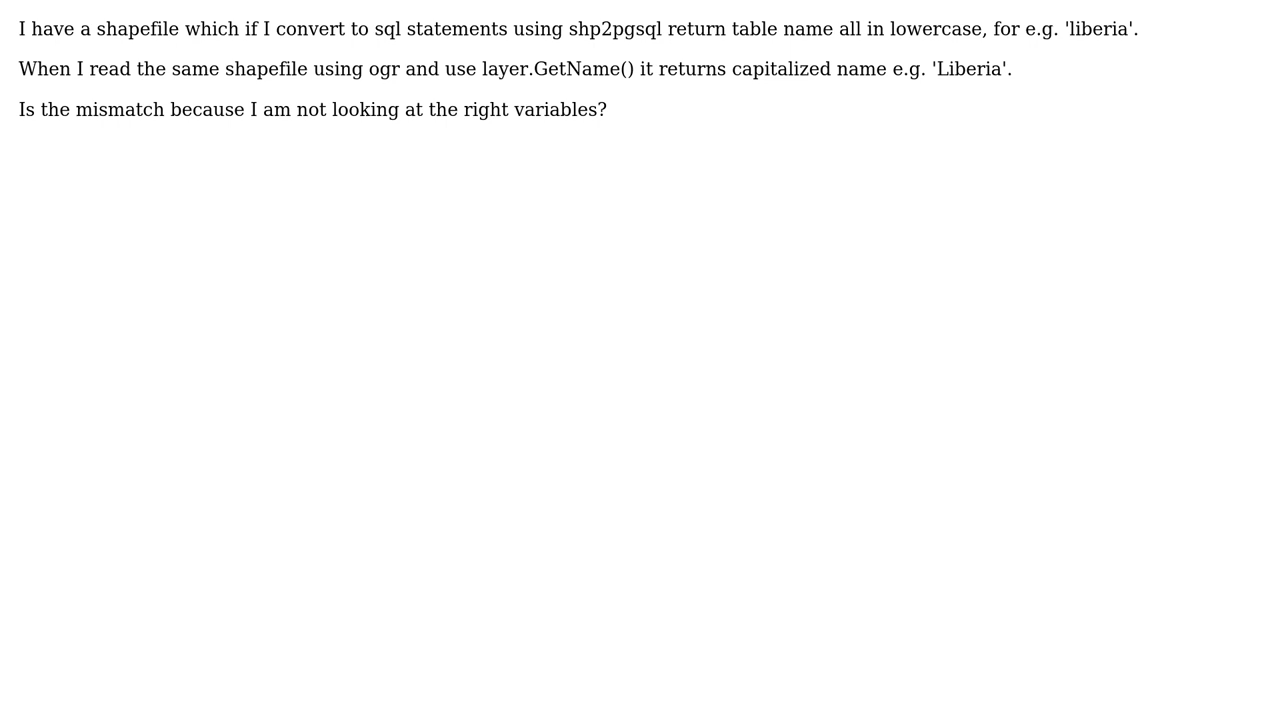 I have a shapefile which if I convert to sql statements using shp2pgsql return table name all in lowercase, for e.g. 'liberia'.
When I read the same shapefile using ogr and use layer.GetName() it returns capitalized name e.g. 'Liberia'.
Is the mismatch because I am not looking at the right variables?